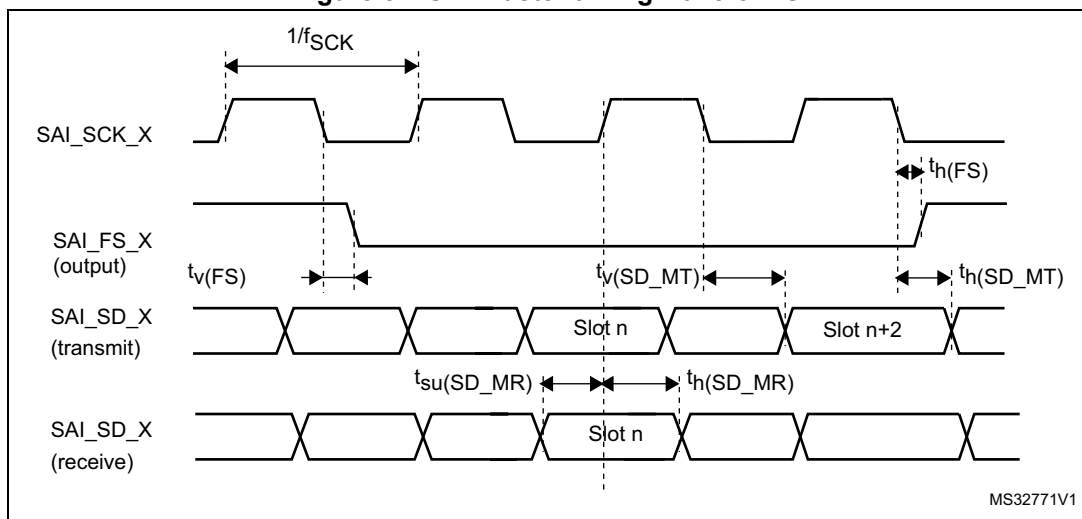 1/fSCK
SAI_SCK_X
th(FS)
SAI_FS_X
(output)
tv(FS)
tv(SD_MT)
th(SD_MT)
SAI_SD_X
(transmit)
Slot n
Slot n+2
tsu(SD_MR)
th(SD_MR)
SAI_SD_X
(receive)
Slot n
MS32771V1